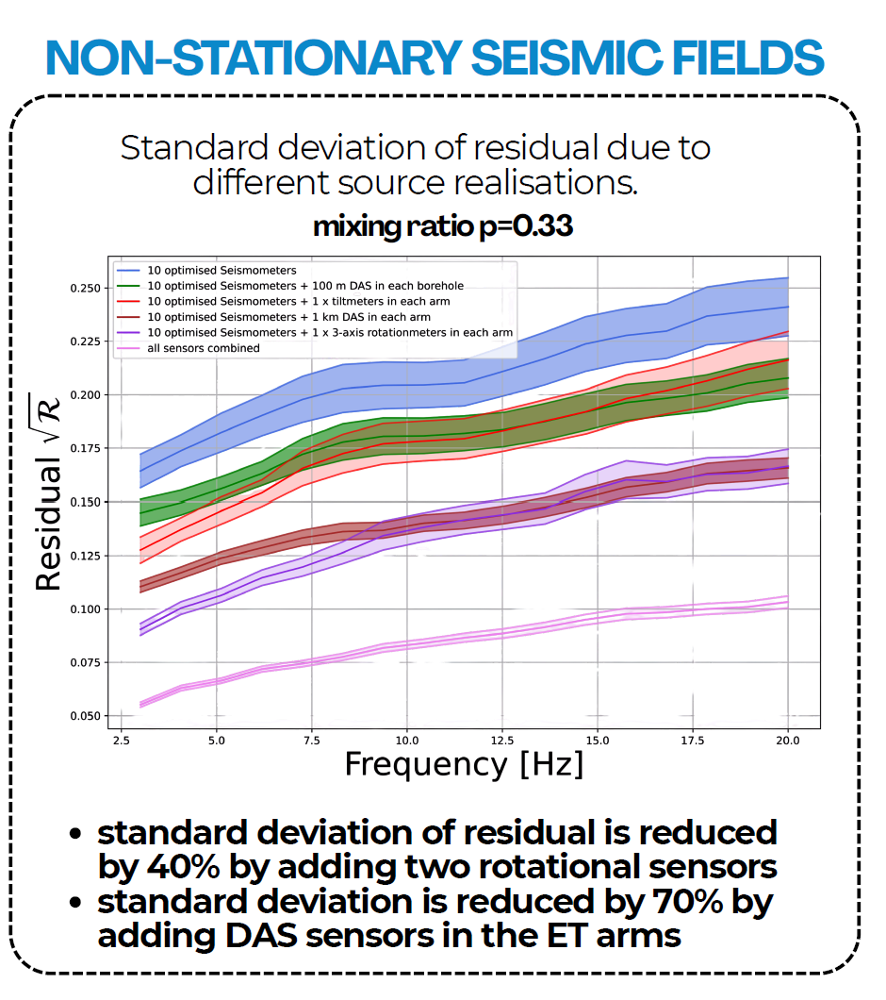 NON-STATIONARY SEISMIC FIELDS
Standard deviation of residual due to
different source realisations.
mixing ratio p=0.33
10 optimised Seismometers
10 optimised Seismometers + 100 m DAS in each borehole
10 optimised Seismometers + 1 x tiltmeters in each arm
10 optimised Seismometers + 1 km DAS in each arm
10 optimised Seismometers + 1 x 3-axis rotationmeters in each arm
all sensors combined
0.250
0.225
0.200
0.175
0.150
0.125
0.100
0.075
0.050
Residual √R
2.5 5.0 7.5 10.0 12.5 15.0 17.5 20.0
Frequency [Hz]
• standard deviation of residual is reduced
by 40% by adding two rotational sensors
• standard deviation is reduced by 70% by
adding DAS sensors in the ET arms